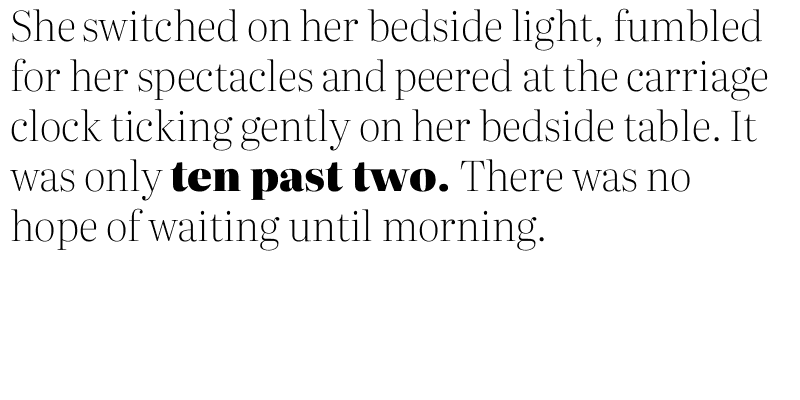 She switched on her bedside light, fumbled
for her spectacles and peered at the carriage
clock ticking gently on her bedside table. It
was only ten past two. There was no
hope of waiting until morning.